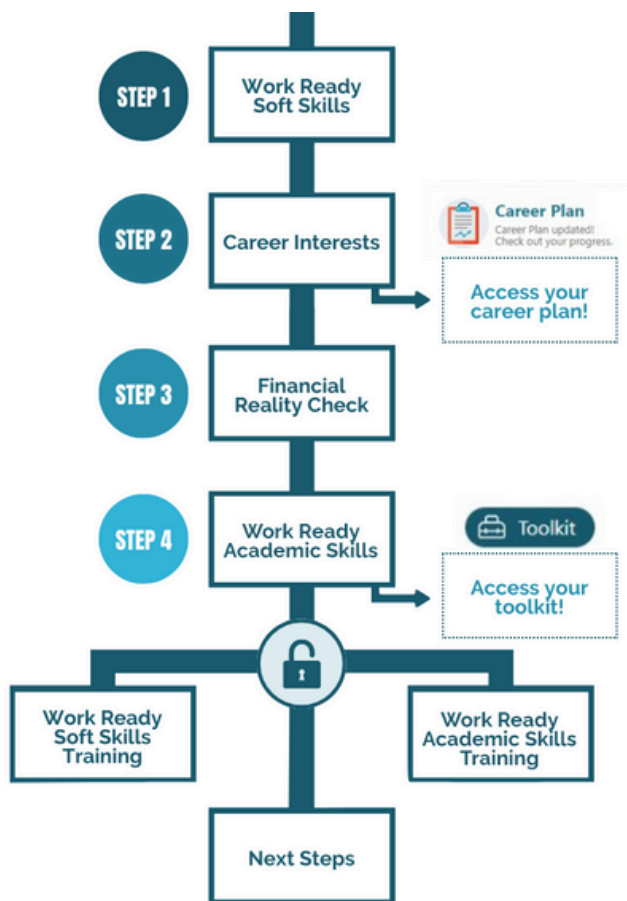 STEP 1
Work Ready
Soft Skills
STEP 2
Career Interests
Career Plan
Career Plan updated!
Check out your progress.
Access your
career plan!
STEP 3
Financial
Reality Check
STEP 4
Work Ready
Academic Skills
Toolkit
Access your
toolkit!
Work Ready
Soft Skills
Training
Work Ready
Academic Skills
Training
Next Steps